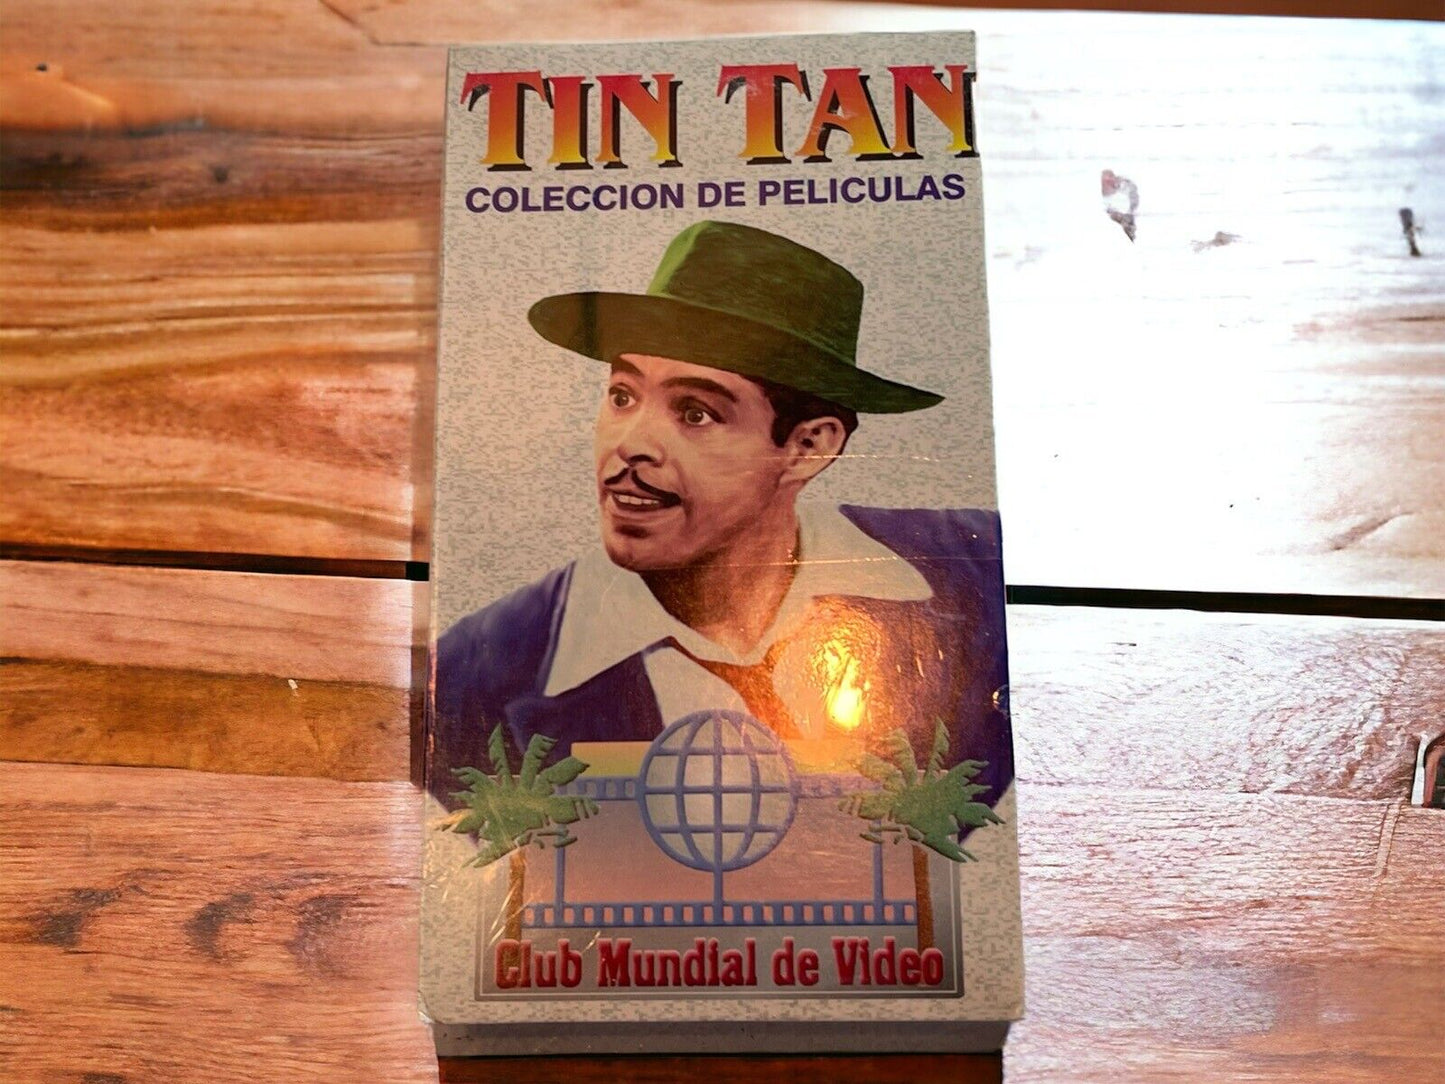 TIN TAN
COLECCION DE PELICULAS
Club Mundial de Video